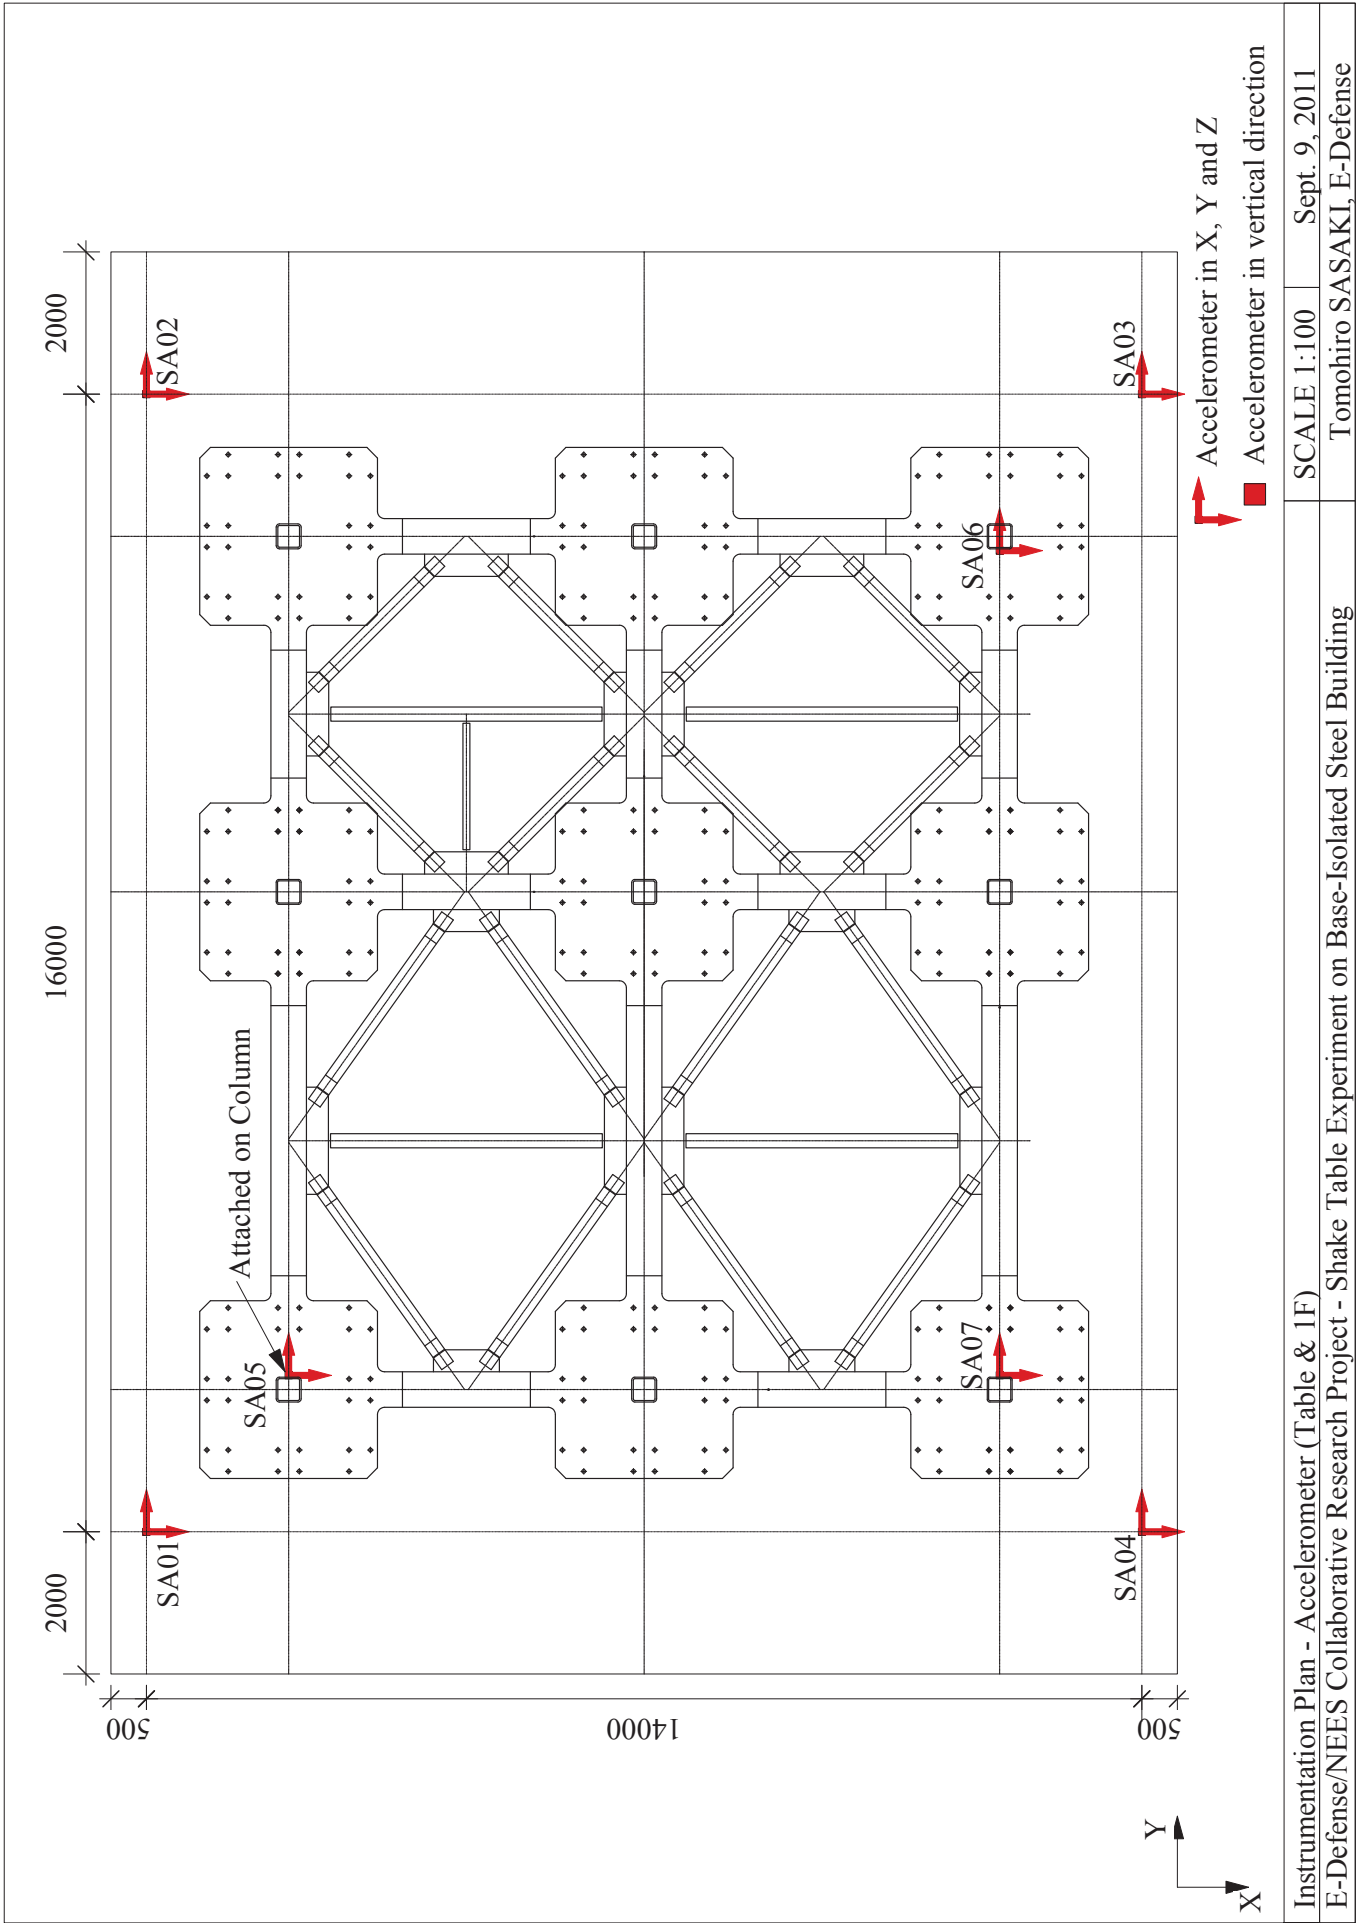 2000
16000
2000
500
14000
500
SA01
SA02
SA05
Attached on Column
SA06
SA07
SA03
SA04
Y
X
Accelerometer in X, Y and Z
Accelerometer in vertical direction
Instrumentation Plan - Accelerometer (Table & 1F)
SCALE 1:100
Sept. 9, 2011
E-Defense/NEES Collaborative Research Project - Shake Table Experiment on Base-Isolated Steel Building
Tomohiro SASAKI, E-Defense